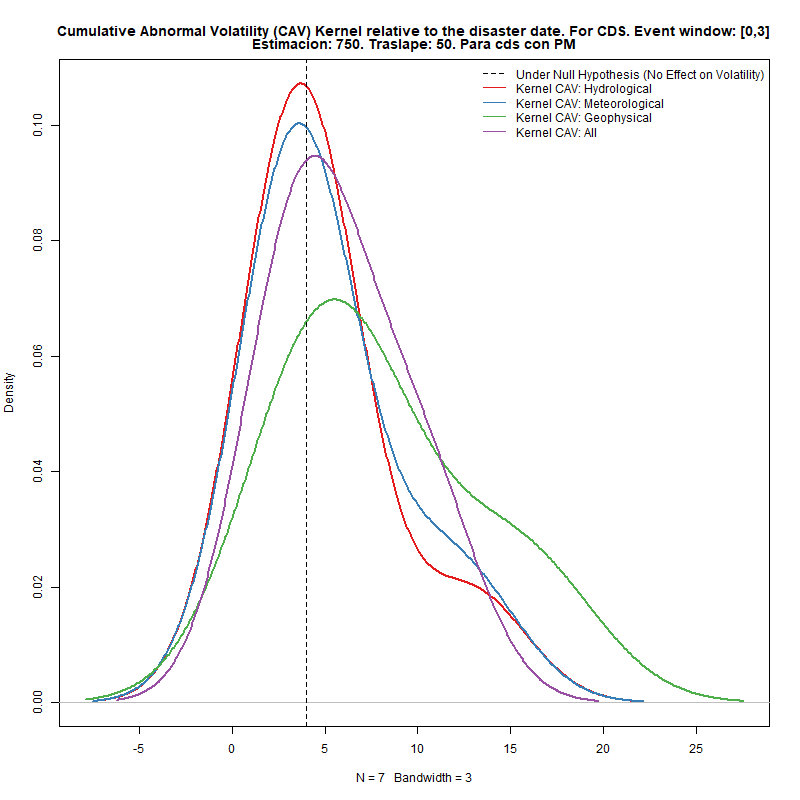 Cumulative Abnormal Volatility (CAV) Kernel relative to the disaster date. For CDS. Event window: [0,3]
Estimacion: 750. Traslape: 50. Para cds con PM
Under Null Hypothesis (No Effect on Volatility)
Kernel CAV: Hydrological
Kernel CAV: Meteorological
Kernel CAV: Geophysical
Kernel CAV: All
Density
0.10
0.08
0.06
0.04
0.02
0.00
-5 0 5 10 15 20 25
N = 7 Bandwidth = 3